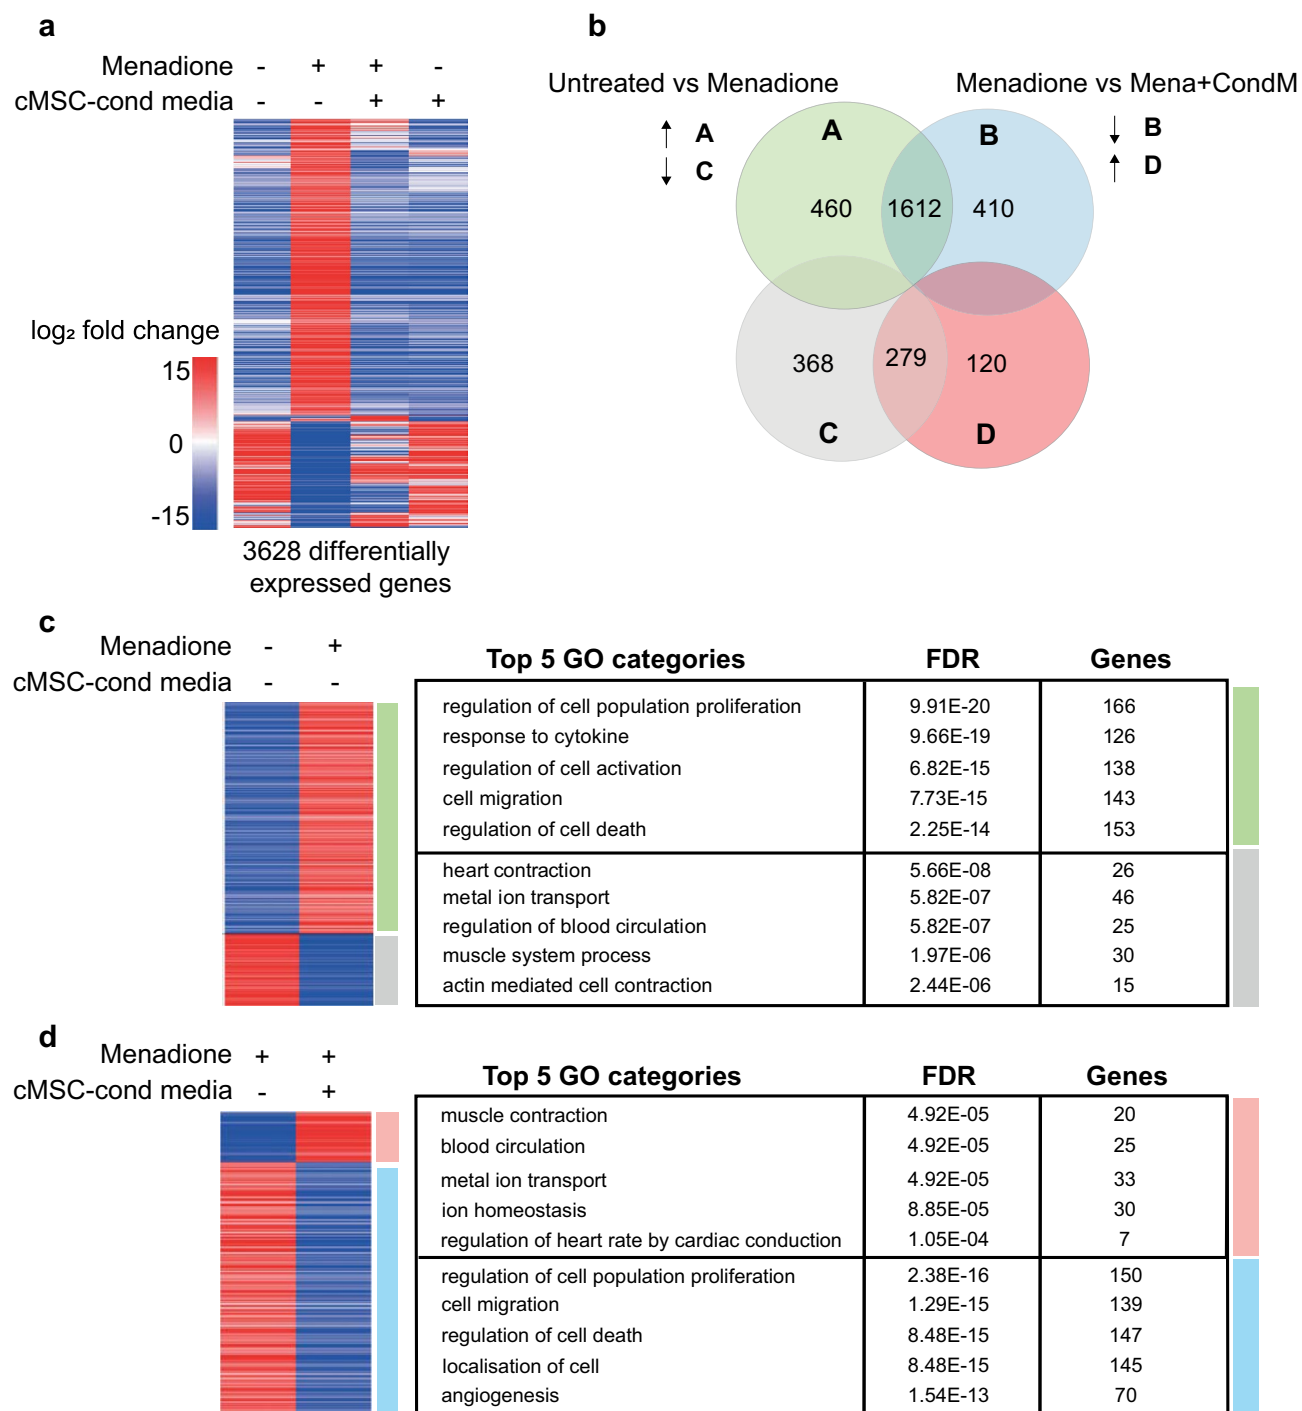 a
Menadione - + + -
cMSC-cond media - - + +
log₂ fold change
15
0
-15
3628 differentially
expressed genes
b
Untreated vs Menadione Menadione vs Mena+CondM
↑ A
↓ C
↓ B
↑ D
A B
460 1612 410
368 279 120
C D
c
Menadione - +
cMSC-cond media - -
Top 5 GO categories FDR Genes
regulation of cell population proliferation 9.91E-20 166
response to cytokine 9.66E-19 126
regulation of cell activation 6.82E-15 138
cell migration 7.73E-15 143
regulation of cell death 2.25E-14 153
heart contraction 5.66E-08 26
metal ion transport 5.82E-07 46
regulation of blood circulation 5.82E-07 25
muscle system process 1.97E-06 30
actin mediated cell contraction 2.44E-06 15
d
Menadione + +
cMSC-cond media - +
Top 5 GO categories FDR Genes
muscle contraction 4.92E-05 20
blood circulation 4.92E-05 25
metal ion transport 4.92E-05 33
ion homeostasis 8.85E-05 30
regulation of heart rate by cardiac conduction 1.05E-04 7
regulation of cell population proliferation 2.38E-16 150
cell migration 1.29E-15 139
regulation of cell death 8.48E-15 147
localisation of cell 8.48E-15 145
angiogenesis 1.54E-13 70